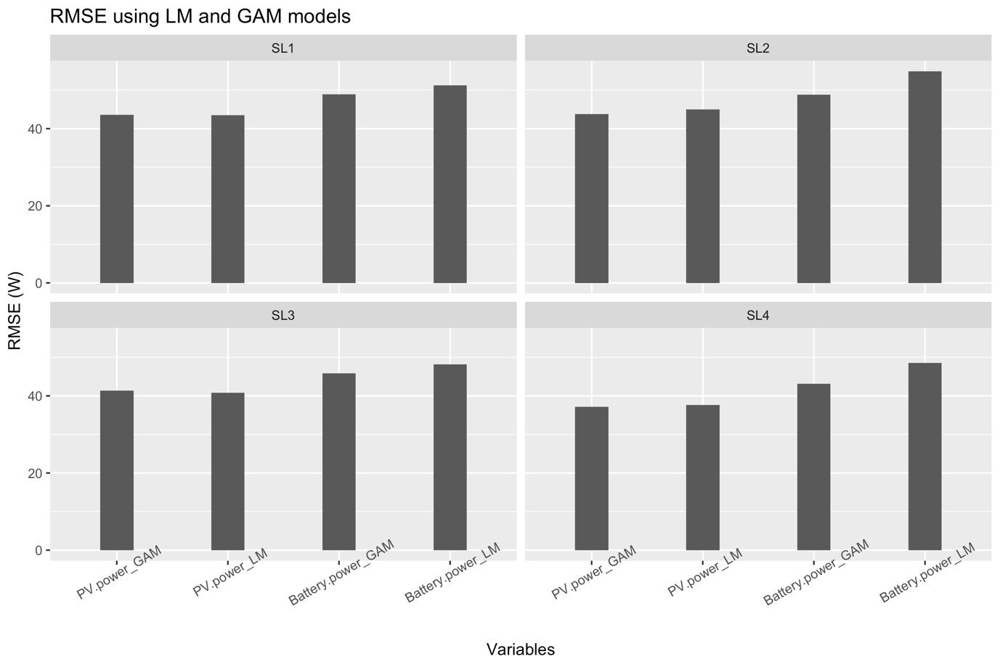 RMSE using LM and GAM models
SL1
SL2
40
20
0
SL3
SL4
40
20
0
RMSE (W)
PV.power_GAM
PV.power_LM
Battery.power_GAM
Battery.power_LM
PV.power_GAM
PV.power_LM
Battery.power_GAM
Battery.power_LM
Variables